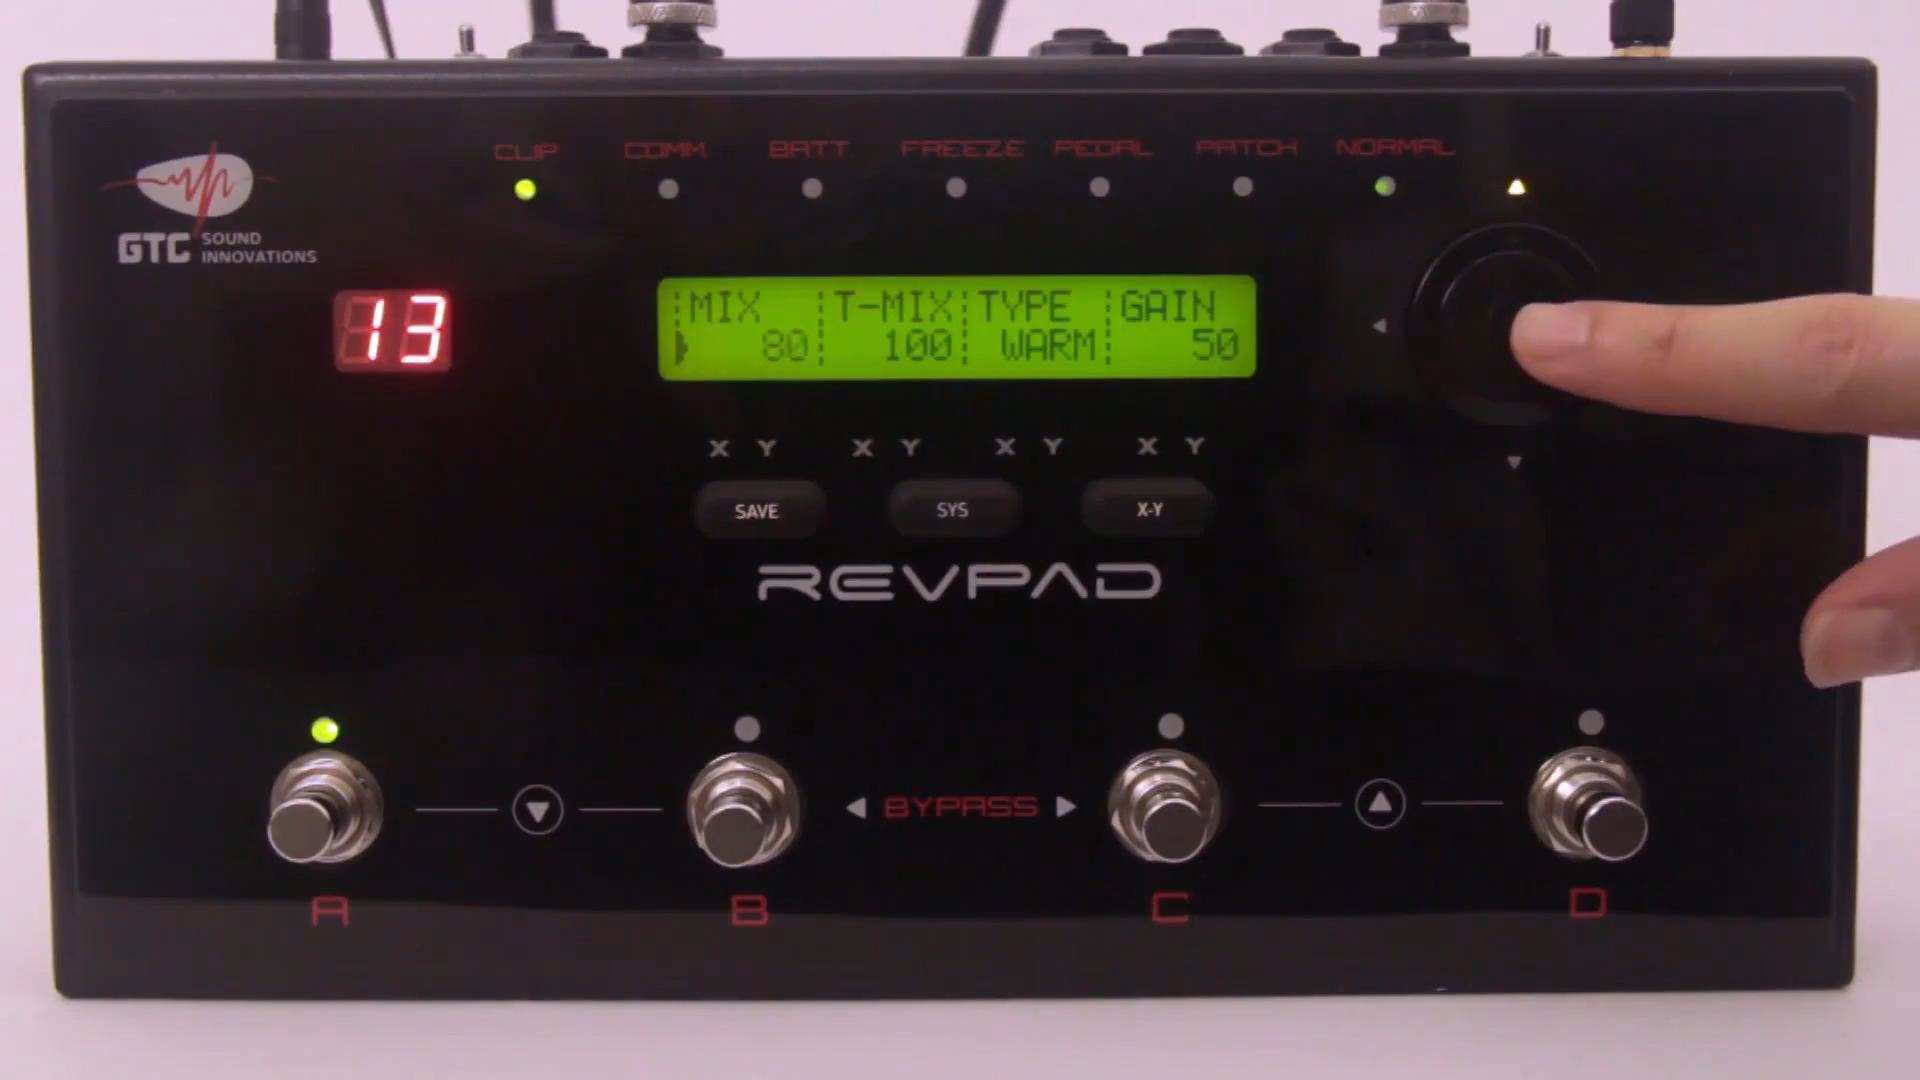 CLIP COMM. BATT FREEZE PEDAL PATCH NORMAL
GTC SOUND INNOVATIONS
13
MIX T-MIX TYPE GAIN
80 100 WARM 50
X Y X Y X Y X Y
SAVE SYS X-Y
REVPAD
BYPASS
A B C D